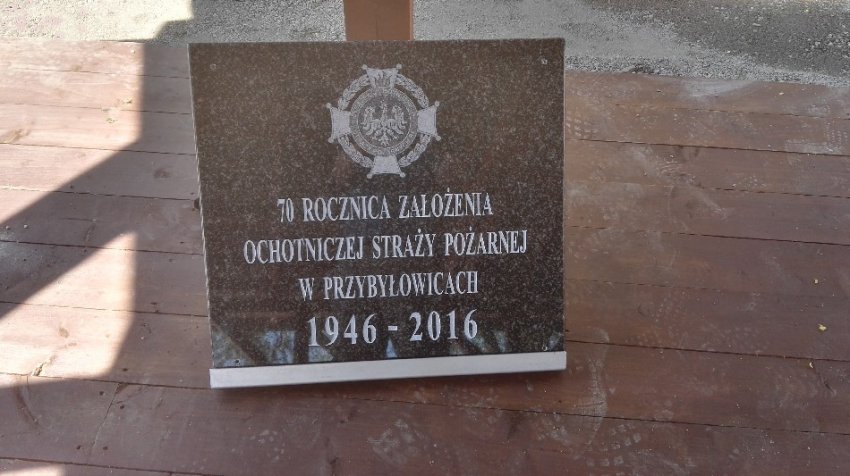 70 ROCZNICA ZAŁOŻENIA
OCHOTNICZEJ STRAŻY POŻARNEJ
W PRZYBYŁOWICACH
1946 - 2016